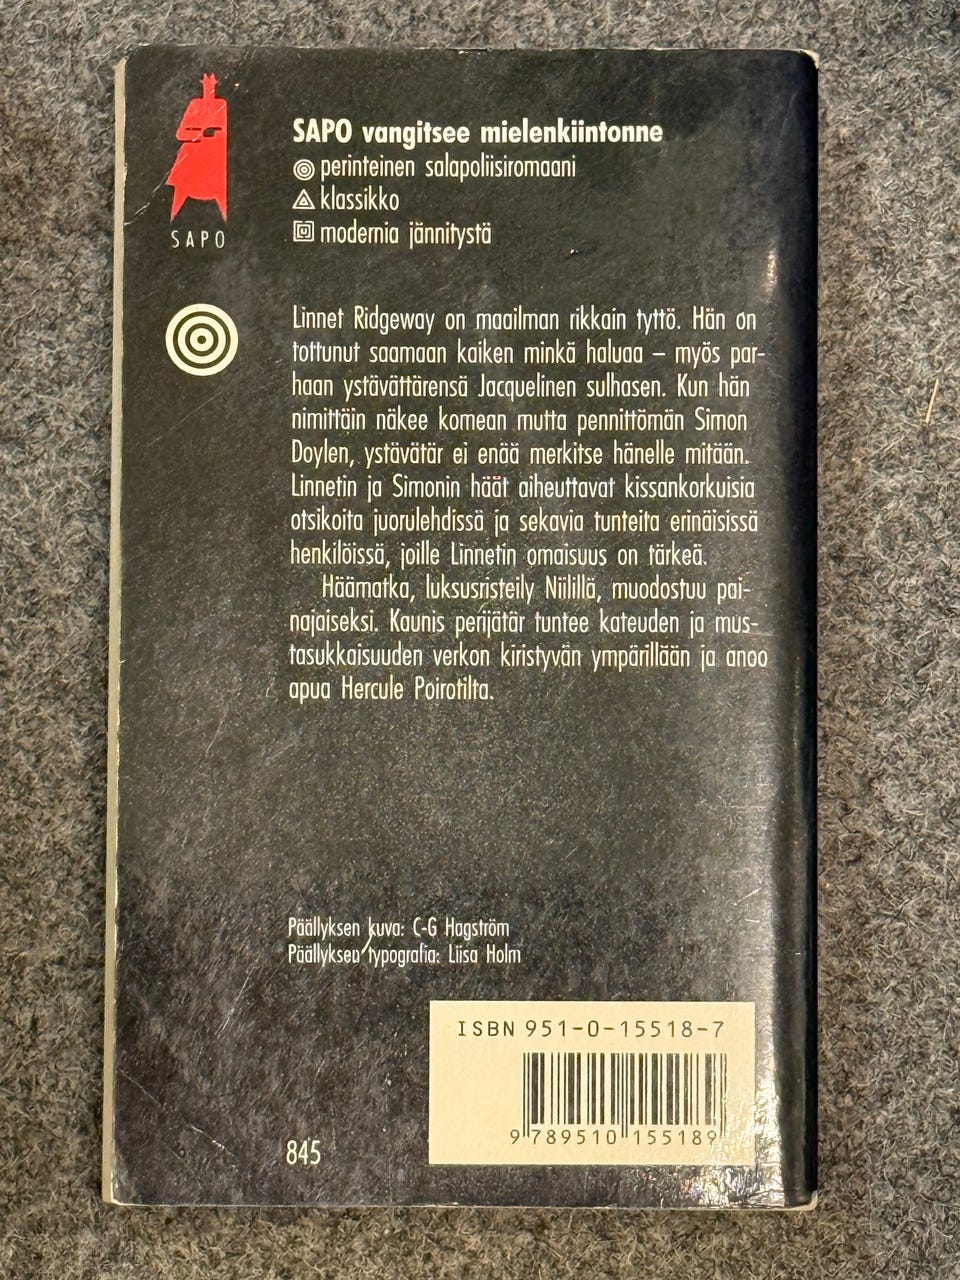 SAPO vangitsee mielenkiintonne
perinteinen salapoliisiromaani
klassikko
modernia jännitystä
SAPO
Linnet Ridgeway on maailman rikkain tyttö. Hän on
tottunut saamaan kaiken minkä haluaa – myös par-
haan ystävättärensä Jacquelinen sulhasen. Kun hän
nimittäin näkee komean mutta pennittömän Simon
Doylen, ystävätär ei enää merkitse hänelle mitään.
Linnetin ja Simonin häät aiheuttavat kissankorkuisia
otsikoita juorulehdissä ja sekavia tunteita erinäisissä
henkilöissä, joille Linnetin omaisuus on tärkeä.
Häämatka, luksusristeily Niilillä, muodostuu pai-
najaiseksi. Kaunis perijätär tuntee kateuden ja mus-
tasukkaisuuden verkon kiristyvän ympärillään ja anoo
apua Hercule Poirotilta.
Päällyksen kuva: C-G Hagström
Päällyksen typografia: Liisa Holm
ISBN 951-0-15518-7
9 789510 155189
845